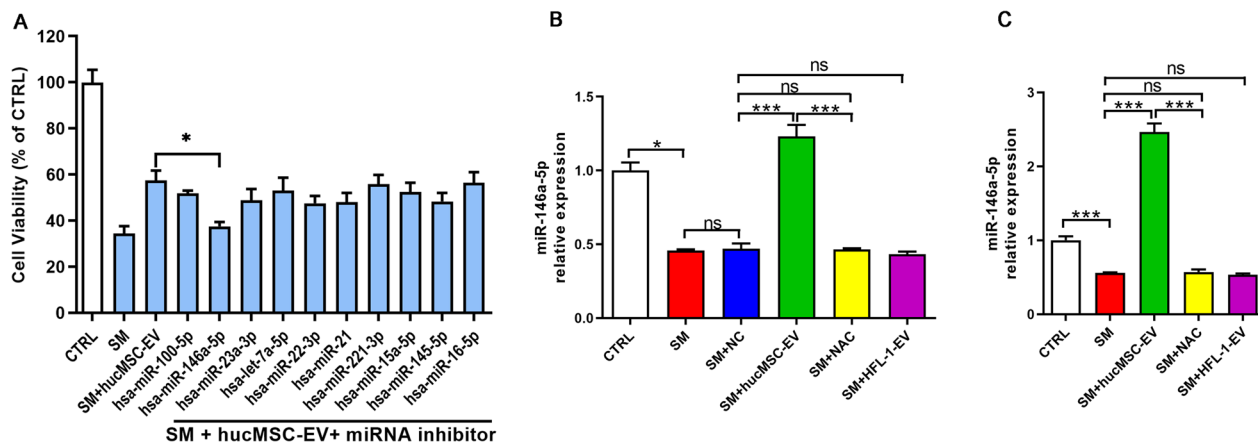 A
Cell Viability (% of CTRL)
120
100
80
60
40
20
0
*
CTRL
SM
SM+hucMSC-EV
hsa-miR-100-5p
hsa-miR-146a-5p
hsa-miR-23a-3p
hsa-let-7a-5p
hsa-miR-22-3p
hsa-miR-21
hsa-miR-221-3p
hsa-miR-15a-5p
hsa-miR-145-5p
hsa-miR-16-5p
SM + hucMSC-EV+ miRNA inhibitor
B
miR-146a-5p
relative expression
1.5
1.0
0.5
0.0
ns
ns
*** ***
*
ns
CTRL
SM
SM+NC
SM+hucMSC-EV
SM+NAC
SM+HFL-1-EV
C
miR-146a-5p
relative expression
3
2
1
0
ns
ns
*** ***
***
CTRL
SM
SM+hucMSC-EV
SM+NAC
SM+HFL-1-EV